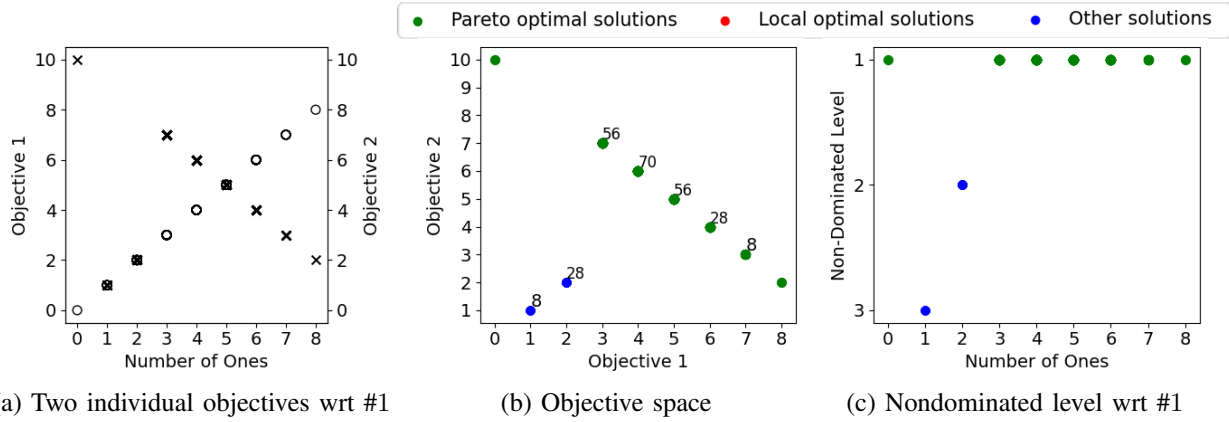 Pareto optimal solutions Local optimal solutions Other solutions
10
8
6
4
2
0
Objective 1
0 1 2 3 4 5 6 7 8
Number of Ones
10
8
6
4
2
0
Objective 2
10
9
8
7
6
5
4
3
2
1
Objective 2
56
70
56
28
8
28
8
0 1 2 3 4 5 6 7 8
Objective 1
1
2
3
Non-Dominated Level
0 1 2 3 4 5 6 7 8
Number of Ones
a) Two individual objectives wrt #1
(b) Objective space
(c) Nondominated level wrt #1